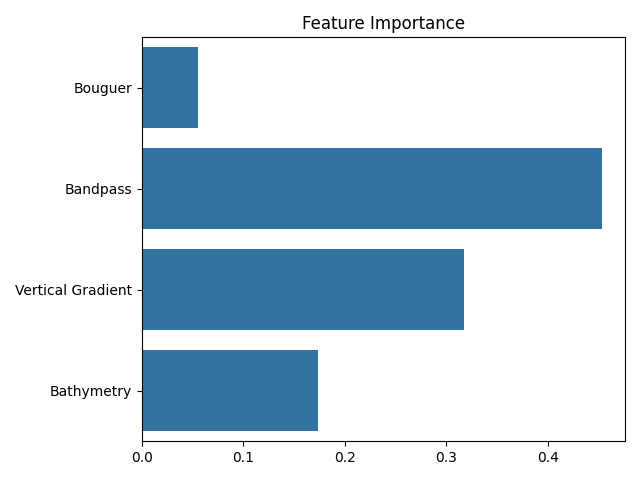 Feature Importance
Bouguer
Bandpass
Vertical Gradient
Bathymetry
0.0 0.1 0.2 0.3 0.4